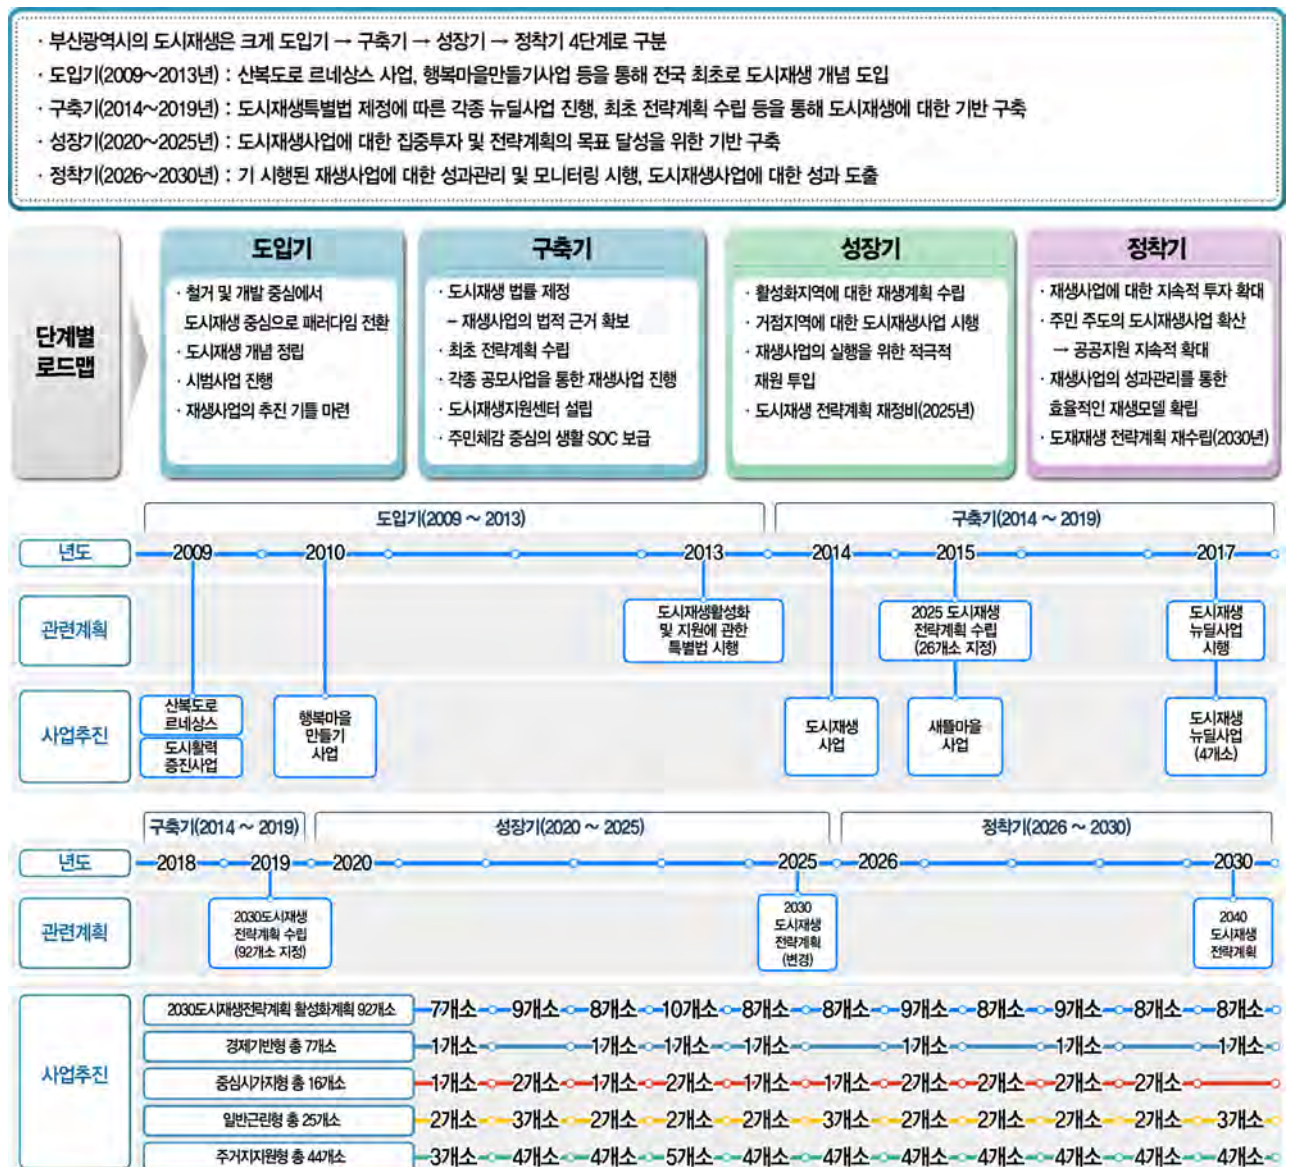 · 부산광역시의 도시재생은 크게 도입기 → 구축기 → 성장기 → 정착기 4단계로 구분
· 도입기(2009～2013년) : 산복도로 르네상스 사업, 행복마을만들기사업 등을 통해 전국 최초로 도시재생 개념 도입
· 구축기(2014～2019년) : 도시재생특별법 제정에 따른 각종 뉴딜사업 진행, 최초 전략계획 수립 등을 통해 도시재생에 대한 기반 구축
· 성장기(2020～2025년) : 도시재생사업에 대한 집중투자 및 전략계획의 목표 달성을 위한 기반 구축
· 정착기(2026～2030년) : 기 시행된 재생사업에 대한 성과관리 및 모니터링 시행, 도시재생사업에 대한 성과 도출
단계별
로드맵
도입기
· 철거 및 개발 중심에서
도시재생 중심으로 패러다임 전환
· 도시재생 개념 정립
· 시범사업 진행
· 재생사업의 추진 기틀 마련
구축기
· 도시재생 법률 제정
– 재생사업의 법적 근거 확보
· 최초 전략계획 수립
· 각종 공모사업을 통한 재생사업 진행
· 도시재생지원센터 설립
· 주민체감 중심의 생활 SOC 보급
성장기
· 활성화지역에 대한 재생계획 수립
· 거점지역에 대한 도시재생사업 시행
· 재생사업의 실행을 위한 적극적
재원 투입
· 도시재생 전략계획 재정비(2025년)
정착기
· 재생사업에 대한 지속적 투자 확대
· 주민 주도의 도시재생사업 확산
→ 공공지원 지속적 확대
· 재생사업의 성과관리를 통한
효율적인 재생모델 확립
· 도재재생 전략계획 재수립(2030년)
도입기(2009 ～ 2013) 구축기(2014 ～ 2019)
년도 2009 2010 2013 2014 2015 2017
관련계획
도시재생활성화
및 지원에 관한
특별법 시행
2025 도시재생
전략계획 수립
(26개소 지정)
도시재생
뉴딜사업
시행
사업추진
산복도로
르네상스
도시활력
증진사업
행복마을
만들기
사업
도시재생
사업
새뜰마을
사업
도시재생
뉴딜사업
(4개소)
구축기(2014 ～ 2019) 성장기(2020 ～ 2025) 정착기(2026 ～ 2030)
년도 2018 2019 2020 2025 2026 2030
관련계획
2030도시재생
전략계획 수립
(92개소 지정)
2030
도시재생
전략계획
(변경)
2040
도시재생
전략계획
사업추진
2030도시재생전략계획 활성화계획 92개소 7개소 9개소 8개소 10개소 8개소 8개소 9개소 8개소 9개소 8개소 8개소
경제기반형 총 7개소 1개소 1개소 1개소 1개소 1개소 1개소 1개소
중심시가지형 총 16개소 1개소 2개소 1개소 2개소 1개소 1개소 2개소 2개소 2개소 2개소
일반근린형 총 25개소 2개소 3개소 2개소 2개소 2개소 3개소 2개소 2개소 2개소 2개소 3개소
주거지지원형 총 44개소 3개소 4개소 4개소 5개소 4개소 4개소 4개소 4개소 4개소 4개소 4개소